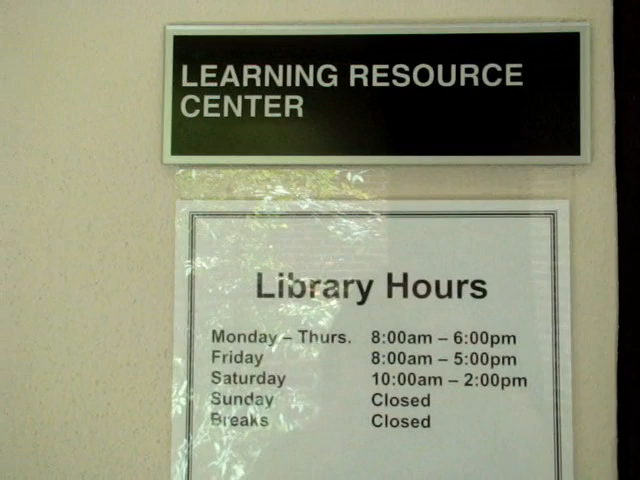 LEARNING RESOURCE
CENTER
Library Hours
Monday – Thurs. 8:00am – 6:00pm
Friday 8:00am – 5:00pm
Saturday 10:00am – 2:00pm
Sunday Closed
Breaks Closed